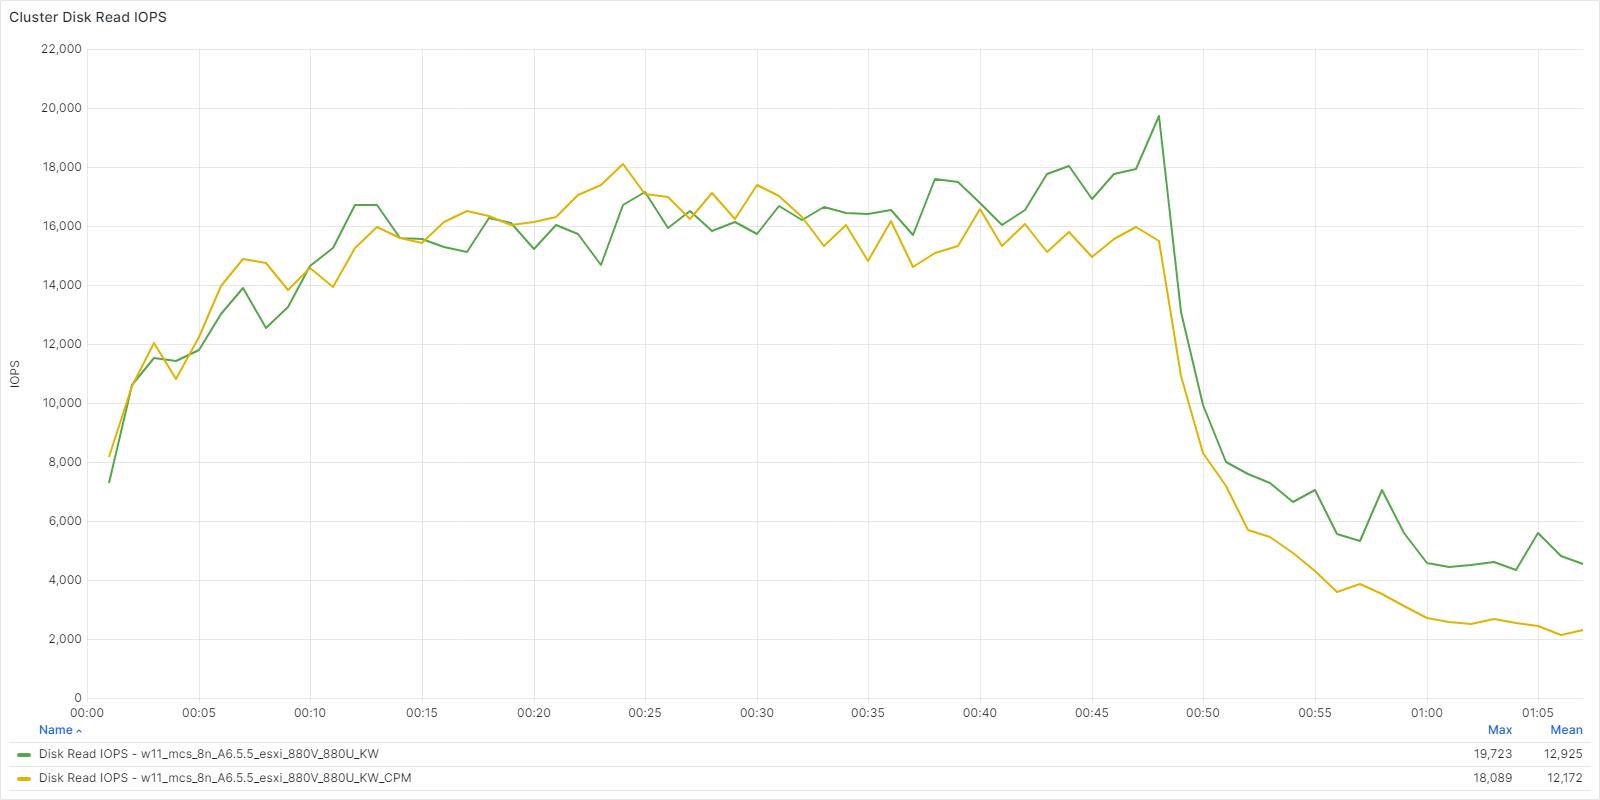 Cluster Disk Read IOPS
22,000
20,000
18,000
16,000
14,000
12,000
10,000
8,000
6,000
4,000
2,000
0
IOPS
00:00 00:05 00:10 00:15 00:20 00:25 00:30 00:35 00:40 00:45 00:50 00:55 01:00 01:05
Name Max Mean
Disk Read IOPS - w11_mcs_8n_A6.5.5_esxi_880V_880U_KW 19,723 12,925
Disk Read IOPS - w11_mcs_8n_A6.5.5_esxi_880V_880U_KW_CPM 18,089 12,172